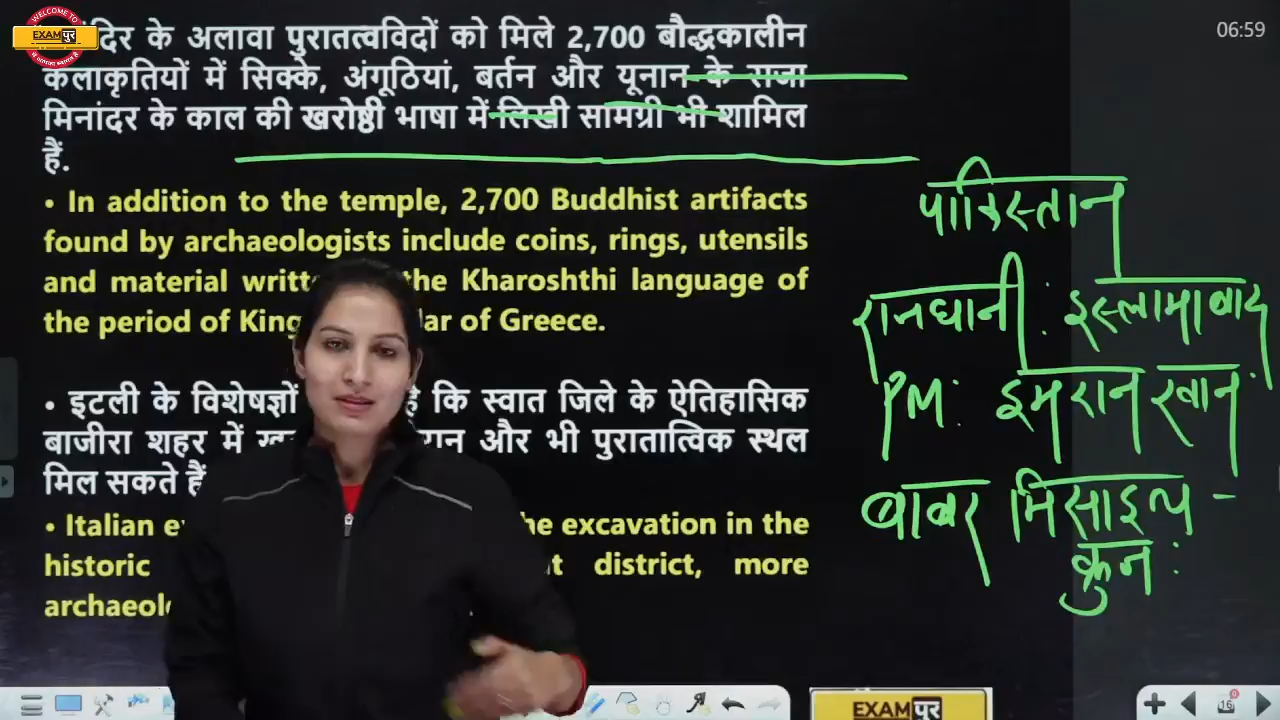 WELCOME TO
EXAMपुर
06:59
दिर के अलावा पुरातत्वविदों को मिले 2,700 बौद्धकालीन
कलाकृतियों में सिक्के, अंगूठियां, बर्तन और यूनान के राजा
मिनांदर के काल की खरोष्ठी भाषा में लिखी सामग्री भी शामिल
हैं.
• In addition to the temple, 2,700 Buddhist artifacts
found by archaeologists include coins, rings, utensils
and material writt the Kharoshthi language of
the period of King lar of Greece.
• इटली के विशेषज्ञों है कि स्वात जिले के ऐतिहासिक
बाजीरा शहर में और भी पुरातात्विक स्थल
मिल सकते हैं
• Italian e he excavation in the
historic district, more
archaeol
पाकिस्तान
राजधानी : इस्लामाबाद
PM: इमरान खान
बाबर मिसाइल -
क्रुज :
16
EXAMपुर